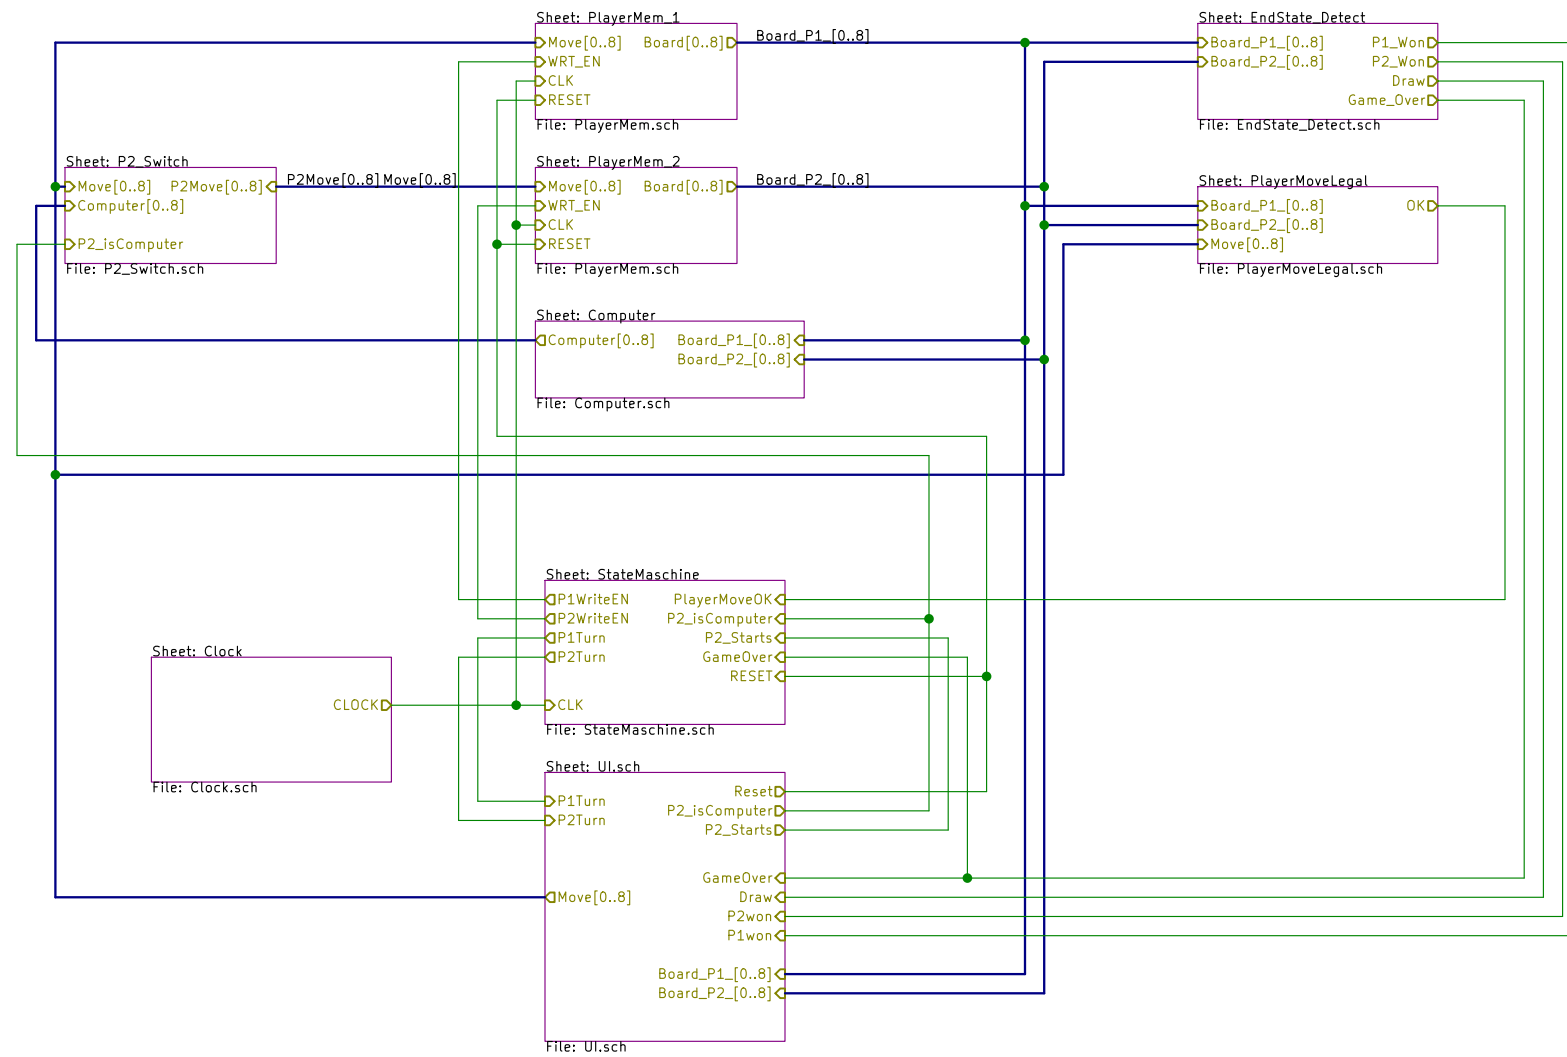 Sheet: PlayerMem_1
Move[0..8] Board[0..8]
WRT_EN
CLK
RESET
File: PlayerMem.sch
Board_P1_[0..8]
Sheet: EndState_Detect
Board_P1_[0..8] P1_Won
Board_P2_[0..8] P2_Won
Draw
Game_Over
File: EndState_Detect.sch
Sheet: P2_Switch
Move[0..8] P2Move[0..8]
Computer[0..8]
P2_isComputer
File: P2_Switch.sch
P2Move[0..8] Move[0..8]
Sheet: PlayerMem_2
Move[0..8] Board[0..8]
WRT_EN
CLK
RESET
File: PlayerMem.sch
Board_P2_[0..8]
Sheet: PlayerMoveLegal
Board_P1_[0..8] OK
Board_P2_[0..8]
Move[0..8]
File: PlayerMoveLegal.sch
Sheet: Computer
Computer[0..8] Board_P1_[0..8]
Board_P2_[0..8]
File: Computer.sch
Sheet: StateMaschine
P1WriteEN PlayerMoveOK
P2WriteEN P2_isComputer
P1Turn P2_Starts
P2Turn GameOver
RESET
CLK
File: StateMaschine.sch
Sheet: Clock
CLOCK
File: Clock.sch
Sheet: UI.sch
Reset
P1Turn P2_isComputer
P2Turn P2_Starts
GameOver
Move[0..8] Draw
P2won
P1won
Board_P1_[0..8]
Board_P2_[0..8]
File: UI.sch